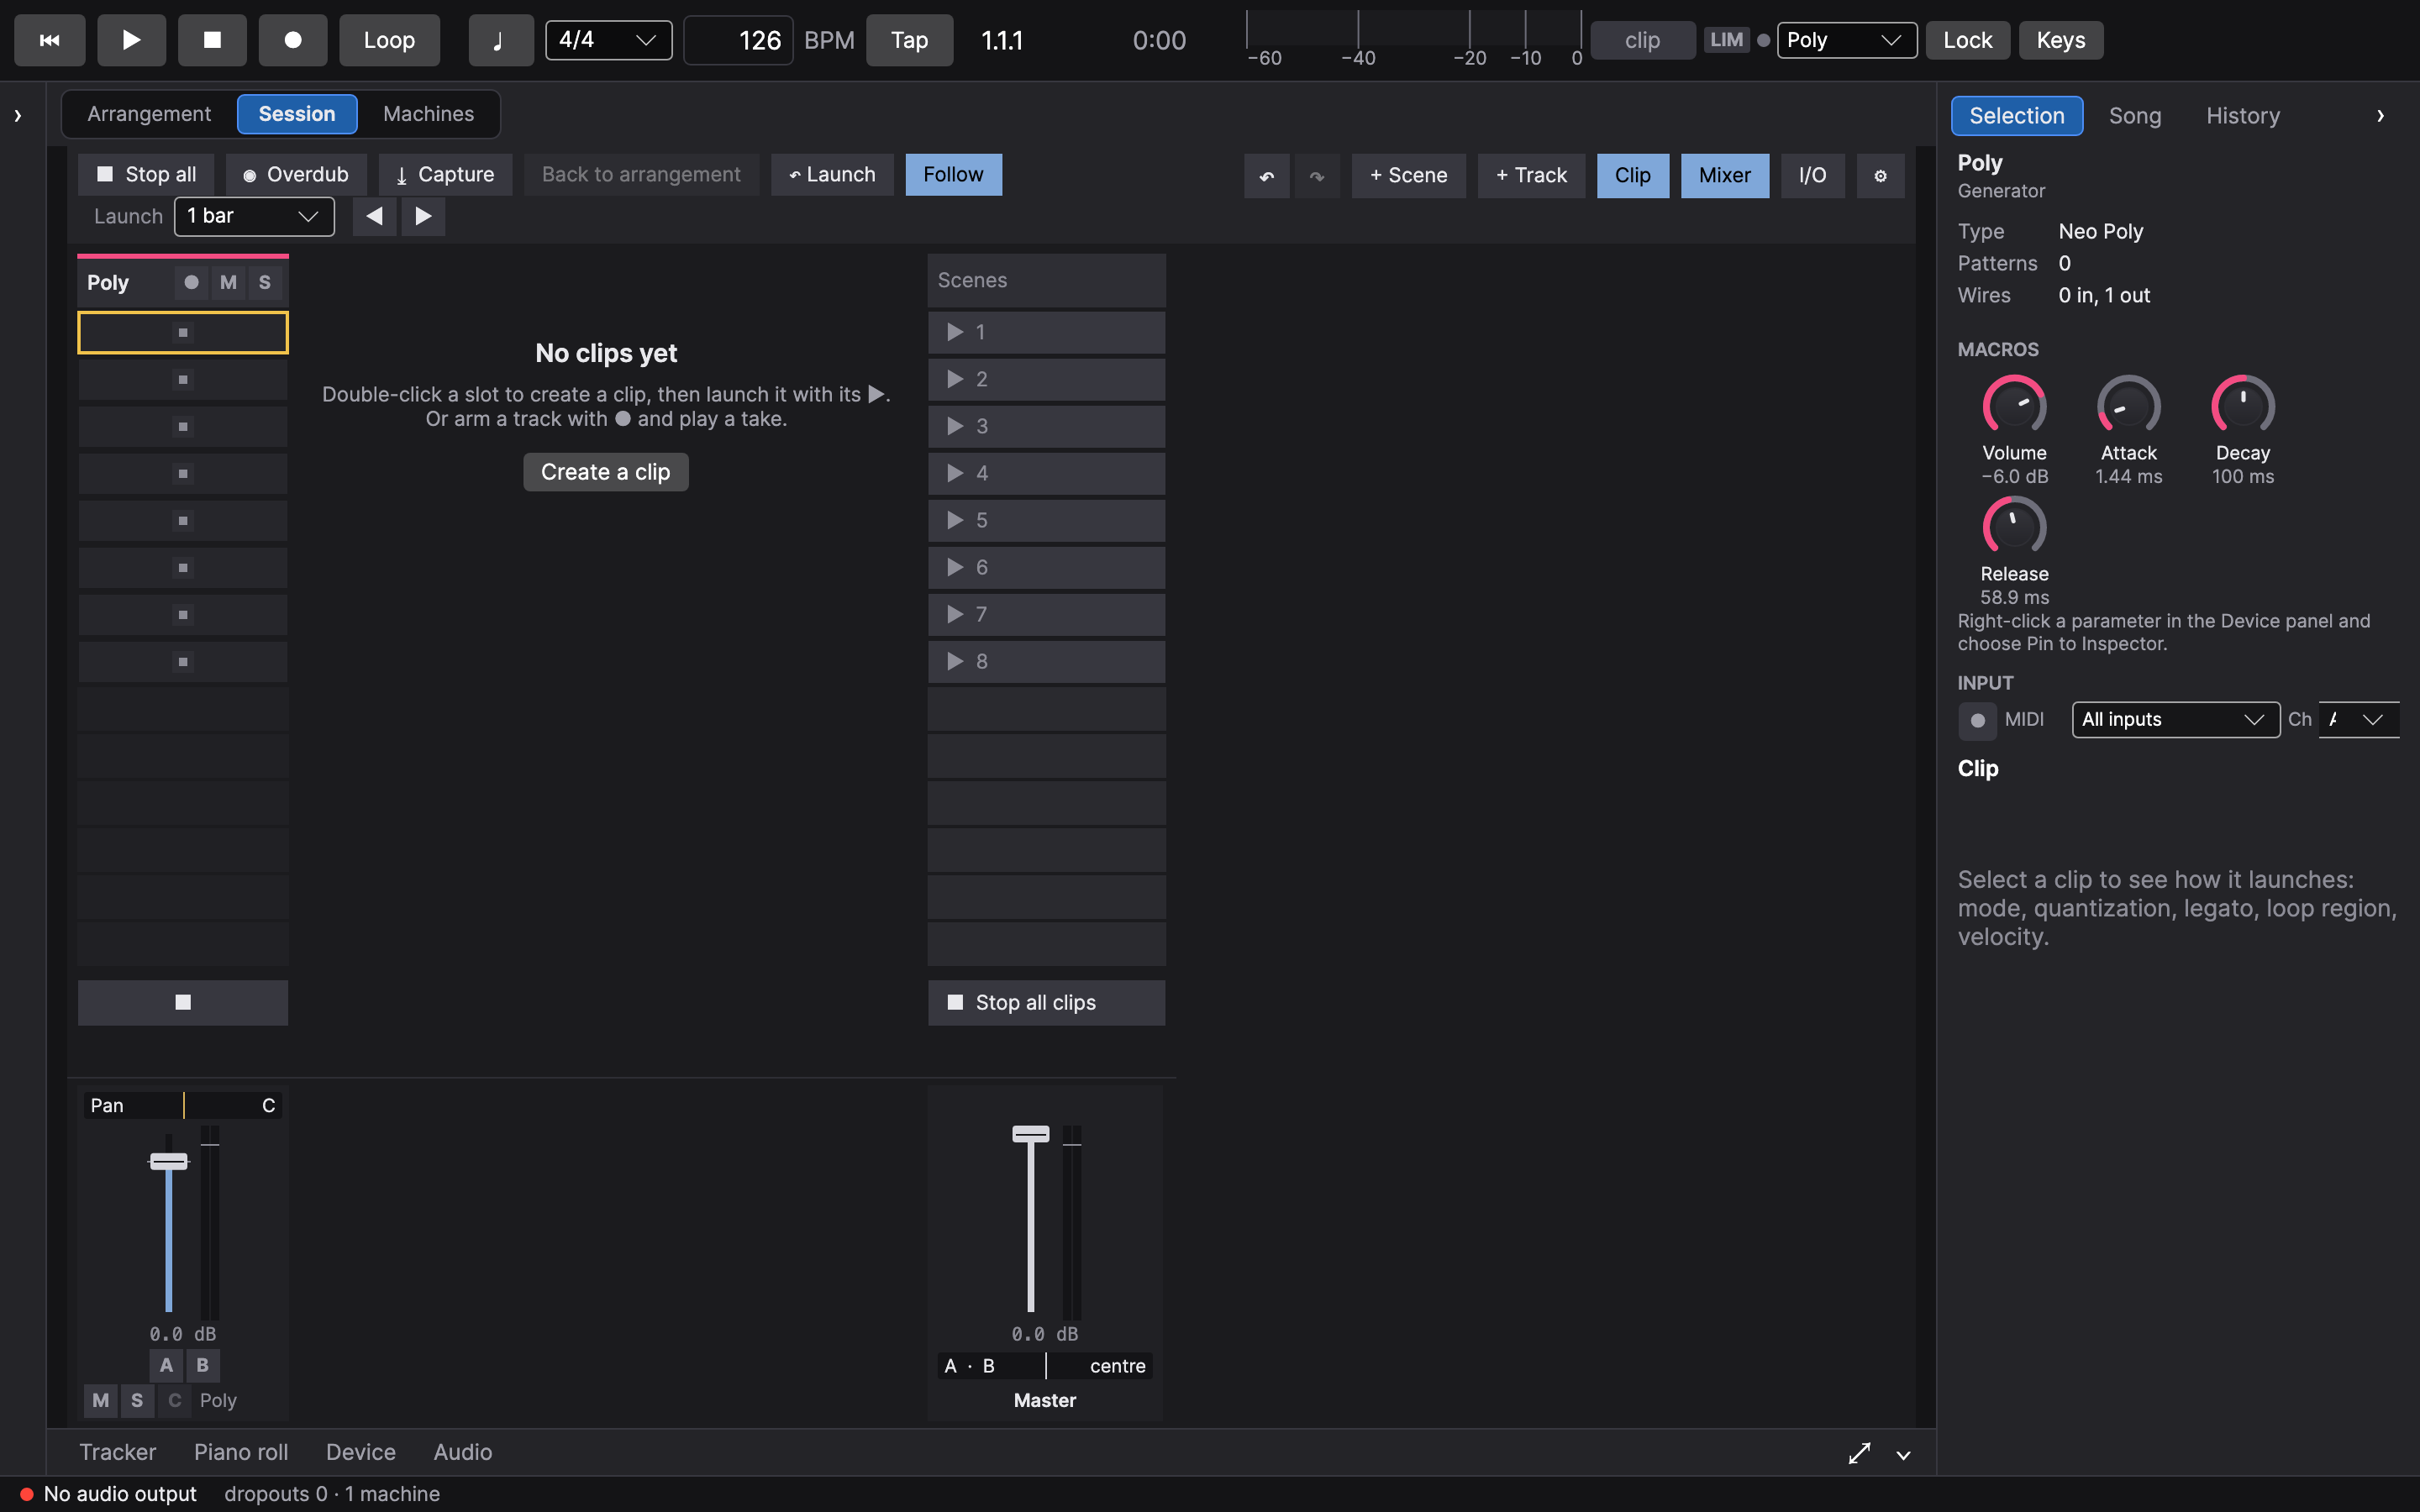 Loop 4/4 126 BPM Tap 1.1.1 0:00 −60 −40 −20 −10 0 clip LIM Poly Lock Keys
Arrangement Session Machines
Selection Song History
Stop all Overdub Capture Back to arrangement Launch Follow + Scene + Track Clip Mixer I/O
Launch 1 bar
Poly M S
No clips yet
Double-click a slot to create a clip, then launch it with its ▶.
Or arm a track with ● and play a take.
Create a clip
Scenes
1
2
3
4
5
6
7
8
Stop all clips
Pan C
0.0 dB
A B
M S C Poly
0.0 dB
A · B centre
Master
Poly
Generator
Type Neo Poly
Patterns 0
Wires 0 in, 1 out
MACROS
Volume Attack Decay
−6.0 dB 1.44 ms 100 ms
Release
58.9 ms
Right-click a parameter in the Device panel and
choose Pin to Inspector.
INPUT
MIDI All inputs Ch
Clip
Select a clip to see how it launches:
mode, quantization, legato, loop region,
velocity.
Tracker Piano roll Device Audio
No audio output dropouts 0 · 1 machine